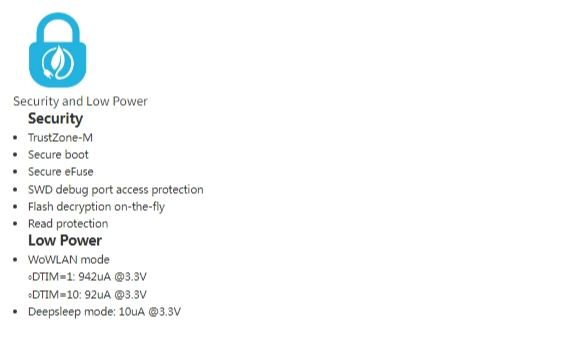 Security and Low Power
Security
• TrustZone-M
• Secure boot
• Secure eFuse
• SWD debug port access protection
• Flash decryption on-the-fly
• Read protection
Low Power
• WoWLAN mode
∘DTIM=1: 942uA @3.3V
∘DTIM=10: 92uA @3.3V
• Deepsleep mode: 10uA @3.3V